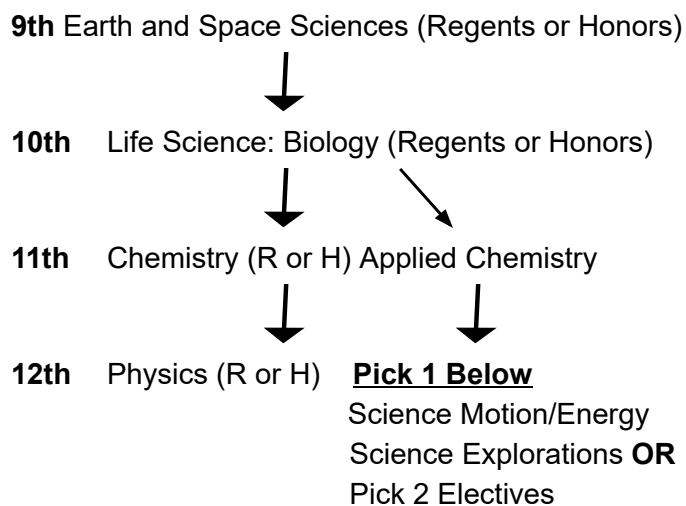 9th Earth and Space Sciences (Regents or Honors)
10th Life Science: Biology (Regents or Honors)
11th Chemistry (R or H) Applied Chemistry
12th Physics (R or H) Pick 1 Below
Science Motion/Energy
Science Explorations OR
Pick 2 Electives